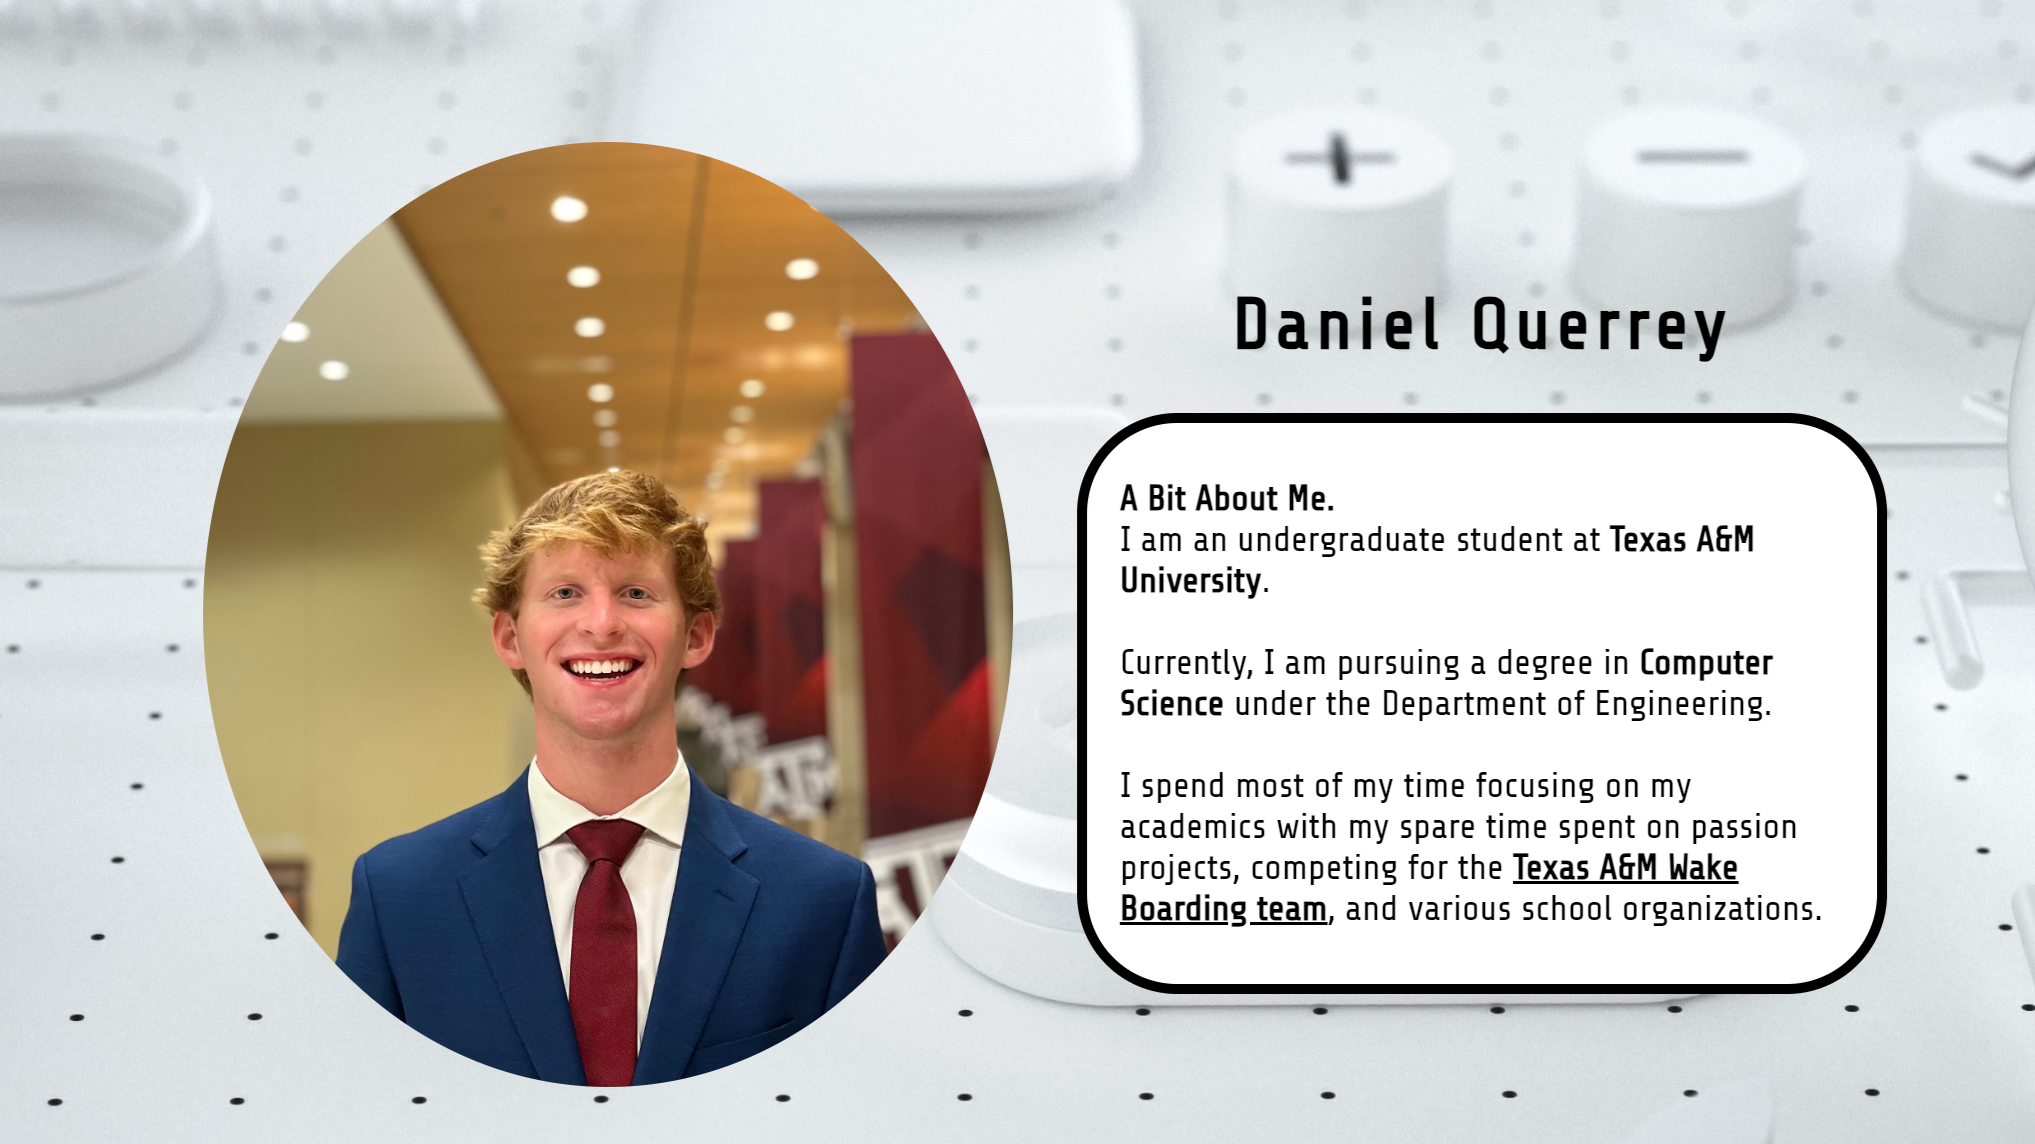 Daniel Querrey
A Bit About Me.
I am an undergraduate student at Texas A&M
University.
Currently, I am pursuing a degree in Computer
Science under the Department of Engineering.
I spend most of my time focusing on my
academics with my spare time spent on passion
projects, competing for the Texas A&M Wake
Boarding team, and various school organizations.
ATM